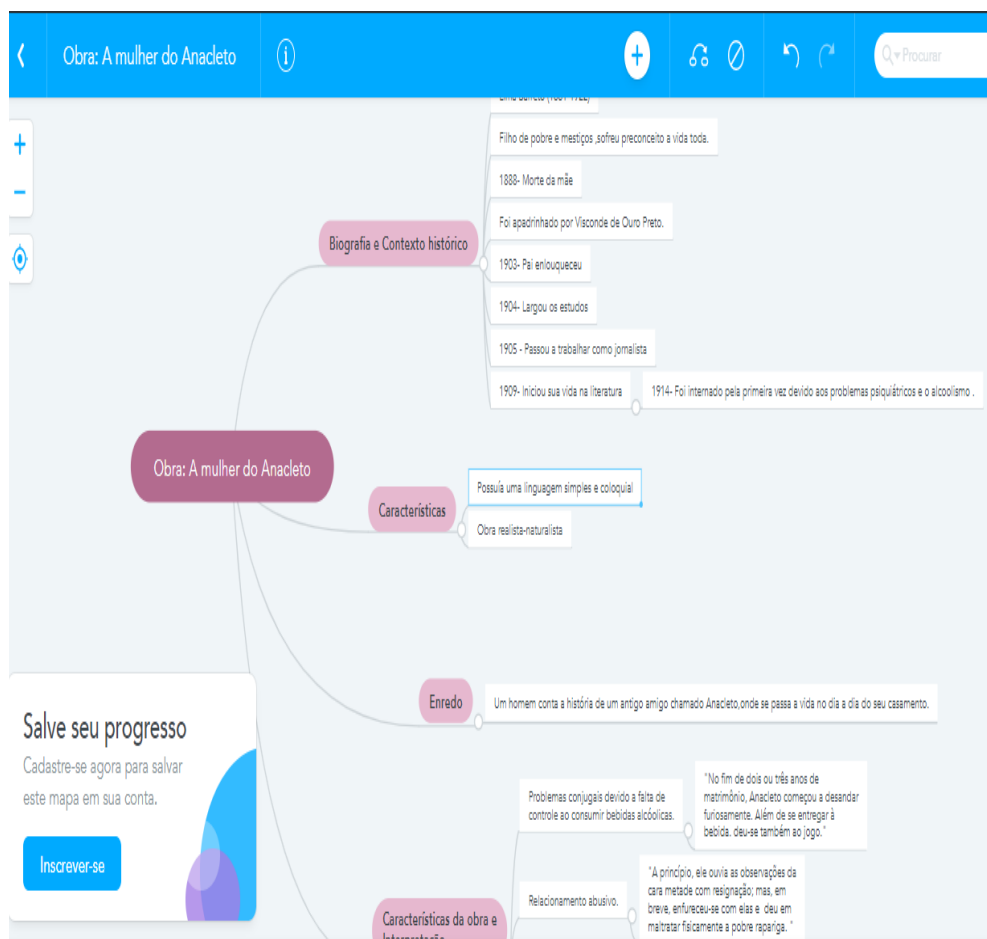 Obra: A mulher do Anacleto
Procurar
Lima Barreto (1881-1922)
Filho de pobre e mestiços ,sofreu preconceito a vida toda.
1888- Morte da mãe
Foi apadrinhado por Visconde de Ouro Preto.
Biografia e Contexto histórico
1903- Pai enlouqueceu
1904- Largou os estudos
1905 - Passou a trabalhar como jornalista
1909- Iniciou sua vida na literatura
1914- Foi internado pela primeira vez devido aos problemas psiquiátricos e o alcoolismo .
Obra: A mulher do Anacleto
Possuía uma linguagem simples e coloquial
Características
Obra realista-naturalista
Enredo
Um homem conta a história de um antigo amigo chamado Anacleto,onde se passa a vida no dia a dia do seu casamento.
Salve seu progresso
Cadastre-se agora para salvar
este mapa em sua conta.
Inscrever-se
Problemas conjugais devido a falta de
controle ao consumir bebidas alcóolicas.
"No fim de dois ou três anos de
matrimônio, Anacleto começou a desandar
furiosamente. Além de se entregar à
bebida. deu-se também ao jogo."
Relacionamento abusivo.
"A princípio, ele ouvia as observações da
cara metade com resignação; mas, em
breve, enfureceu-se com elas e  deu em
maltratar fisicamente a pobre rapariga. "
Características da obra e
Interpretação